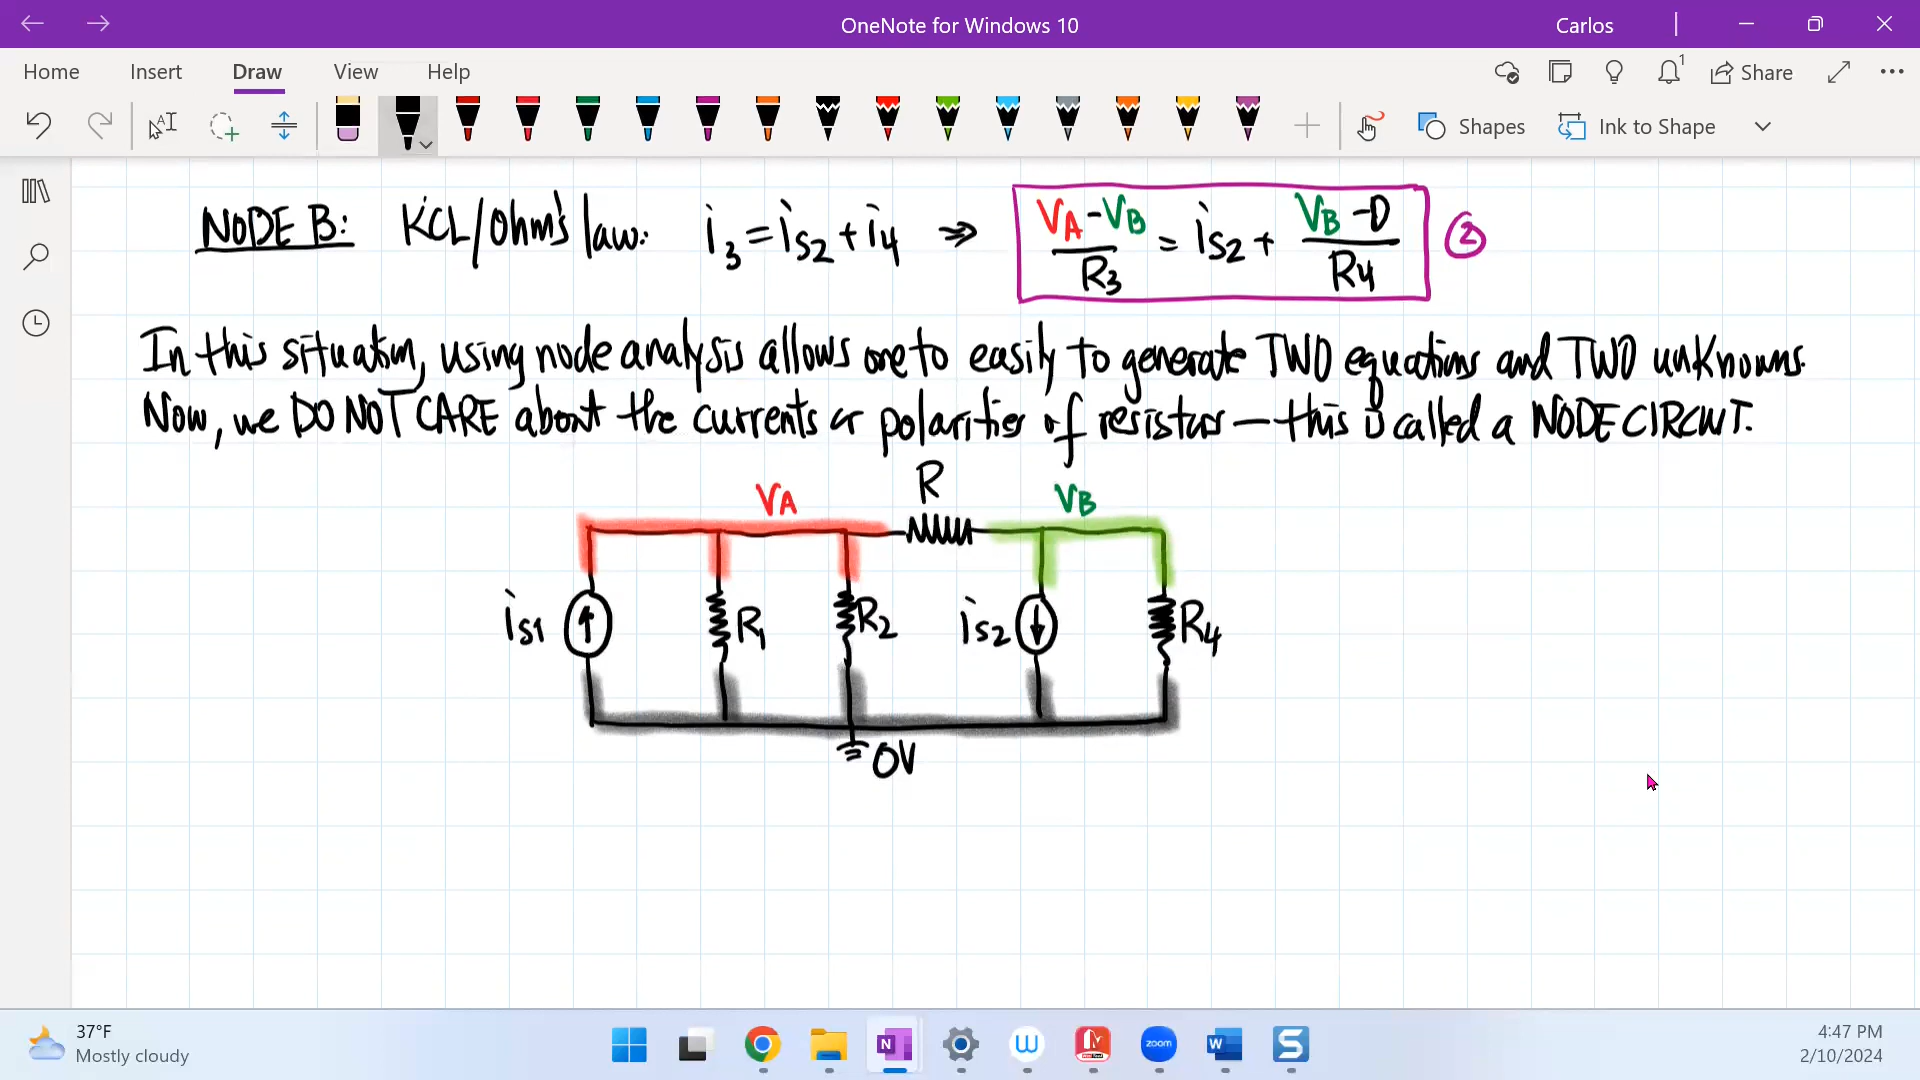 OneNote for Windows 10
Carlos
Home Insert Draw View Help
1
Share
Shapes
Ink to Shape
NODE B: KCL/Ohm's law: i3 = is2 + i4 ⇒ (VA - VB)/R3 = is2 + (VB - 0)/R4 ②
In this situation, using node analysis allows one to easily to generate TWO equations and TWO unknowns.
Now, we DO NOT CARE about the currents or polarities of resistors — this is called a NODE CIRCUIT.
R
VA
VB
is1
R1
R2
is2
R4
0V
37°F
Mostly cloudy
N
W
zoom
W
S
4:47 PM
2/10/2024